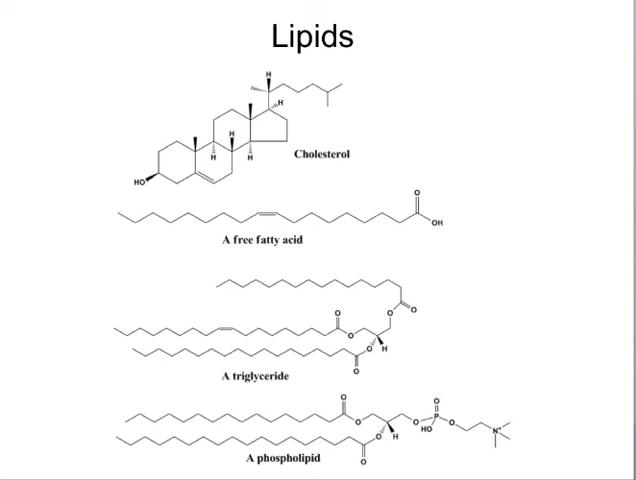 Lipids
H
H
H
H
H
HO
Cholesterol
O
OH
A free fatty acid
O
O
O
O
O
H
O
A triglyceride
O
O
O
P
O
HO
O
N+
O
H
A phospholipid
O